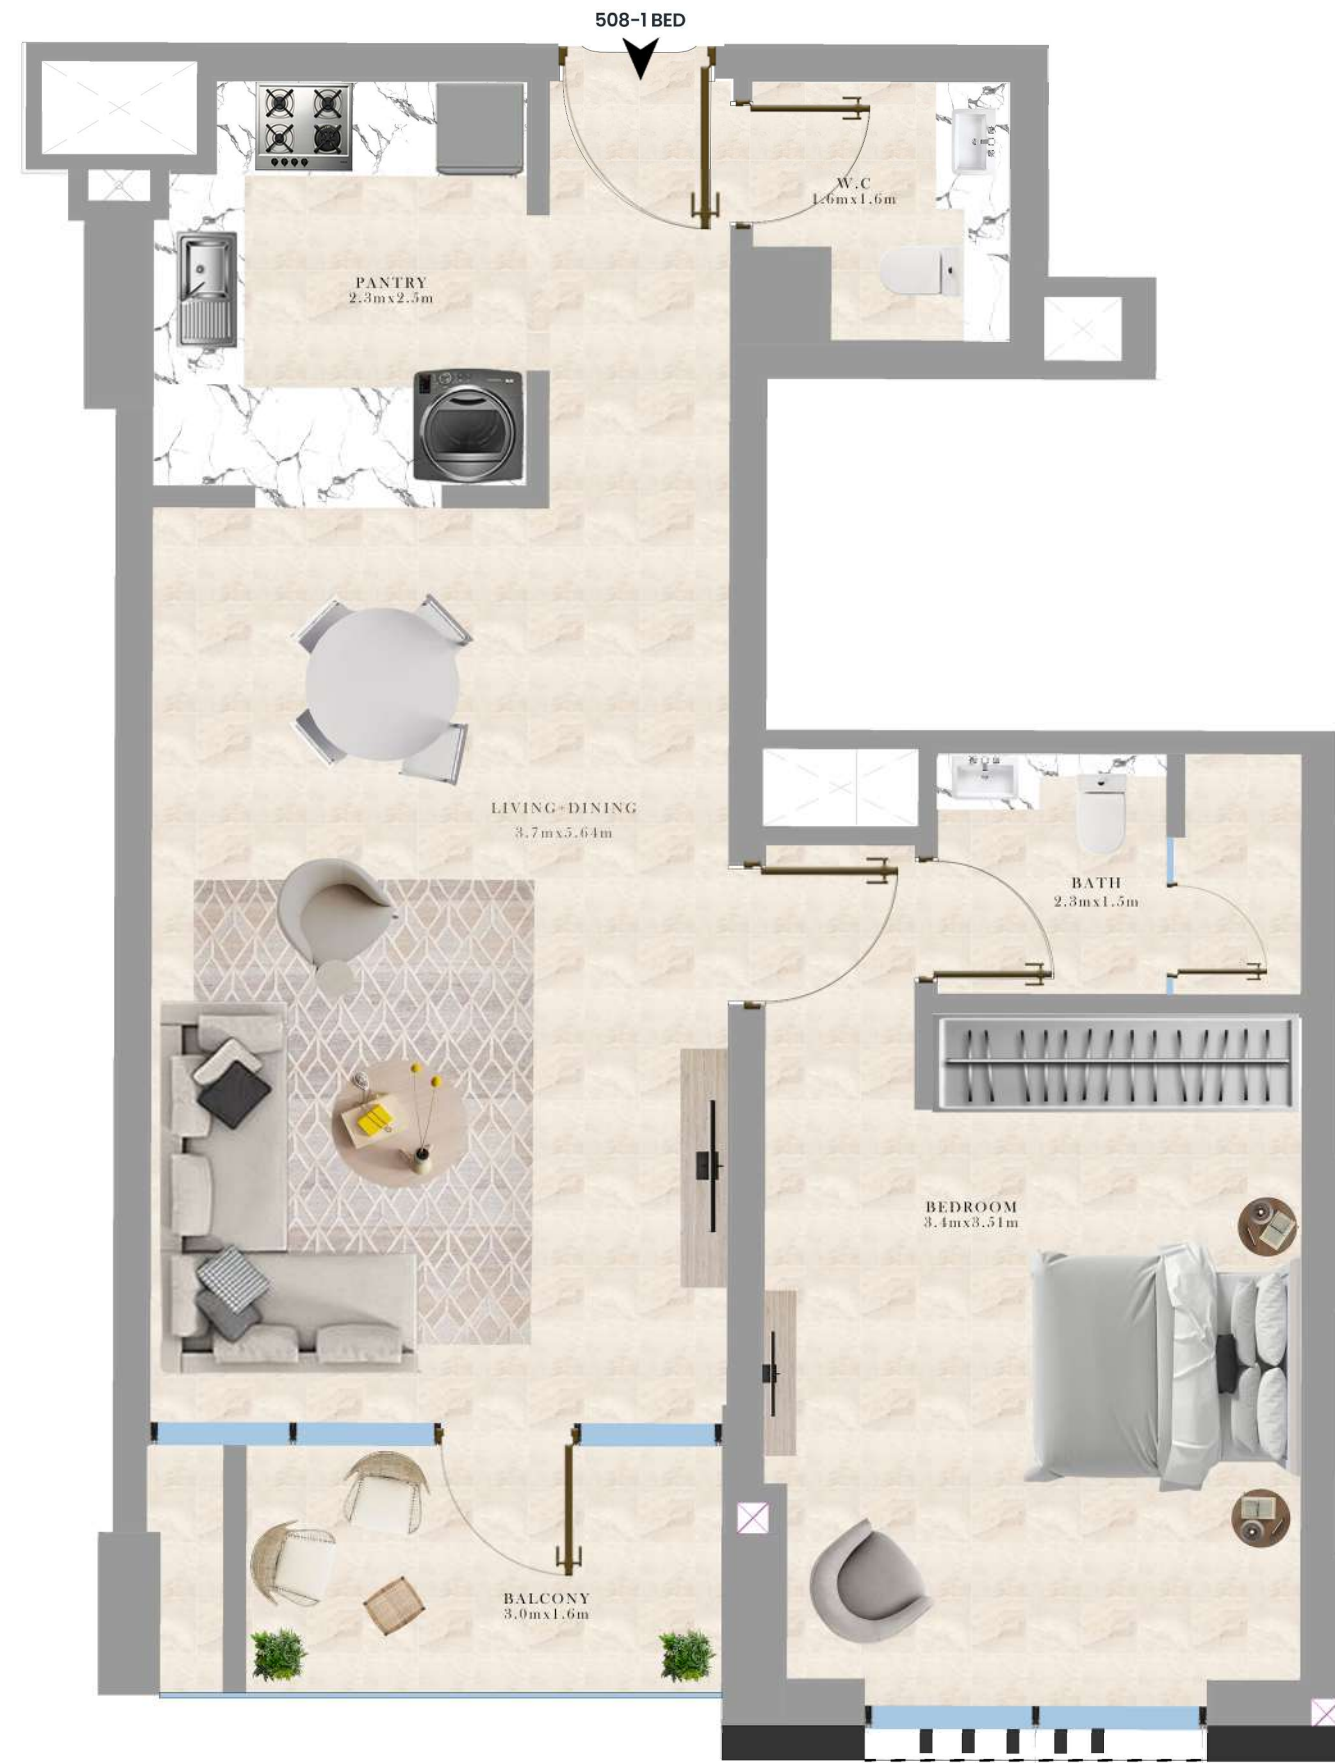 508-1 BED
W.C
1.6mx1.6m
PANTRY
2.3mx2.5m
LIVING+DINING
3.7mx5.64m
BATH
2.3mx1.5m
BEDROOM
3.4mx3.51m
BALCONY
3.0mx1.6m